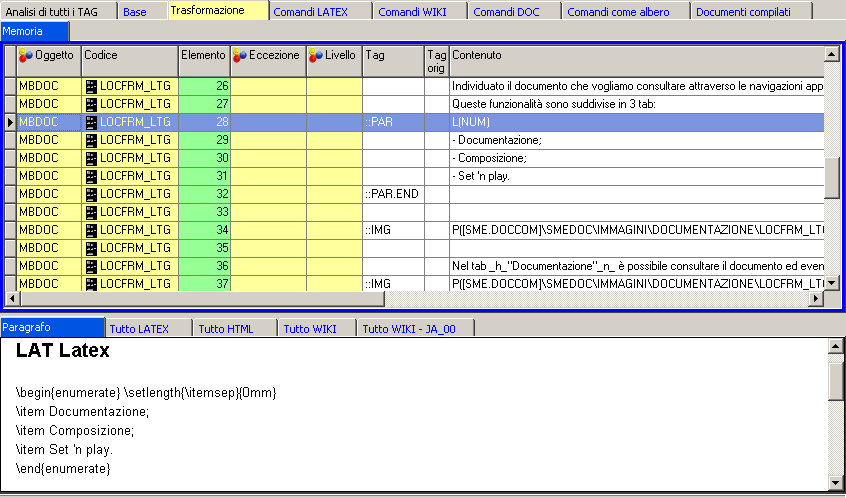 Analisi di tutti i TAG Base Trasformazione Comandi LATEX Comandi WIKI Comandi DOC Comandi come albero Documenti compilati
Memoria
Oggetto Codice Elemento Eccezione Livello Tag Tag orig Contenuto
MBDOC LOCFRM_LTG 26 Individuato il documento che vogliamo consultare attraverso le navigazioni app
MBDOC LOCFRM_LTG 27 Queste funzionalità sono suddivise in 3 tab:
MBDOC LOCFRM_LTG 28 ::PAR L(NUM)
MBDOC LOCFRM_LTG 29 - Documentazione;
MBDOC LOCFRM_LTG 30 - Composizione;
MBDOC LOCFRM_LTG 31 - Set 'n play.
MBDOC LOCFRM_LTG 32 ::PAR.END
MBDOC LOCFRM_LTG 33
MBDOC LOCFRM_LTG 34 ::IMG P([SME.DOCCOM]\SMEDOC\IMMAGINI\DOCUMENTAZIONE\LOCFRM_LTG
MBDOC LOCFRM_LTG 35
MBDOC LOCFRM_LTG 36 Nel tab _h_"Documentazione"_n_ è possibile consultare il documento ed even
MBDOC LOCFRM_LTG 37 ::IMG P([SME.DOCCOM]\SMEDOC\IMMAGINI\DOCUMENTAZIONE\LOCFRM_LTG
Paragrafo Tutto LATEX Tutto HTML Tutto WIKI Tutto WIKI - JA_00
LAT Latex
\begin{enumerate} \setlength{\itemsep}{0mm}
\item Documentazione;
\item Composizione;
\item Set 'n play.
\end{enumerate}